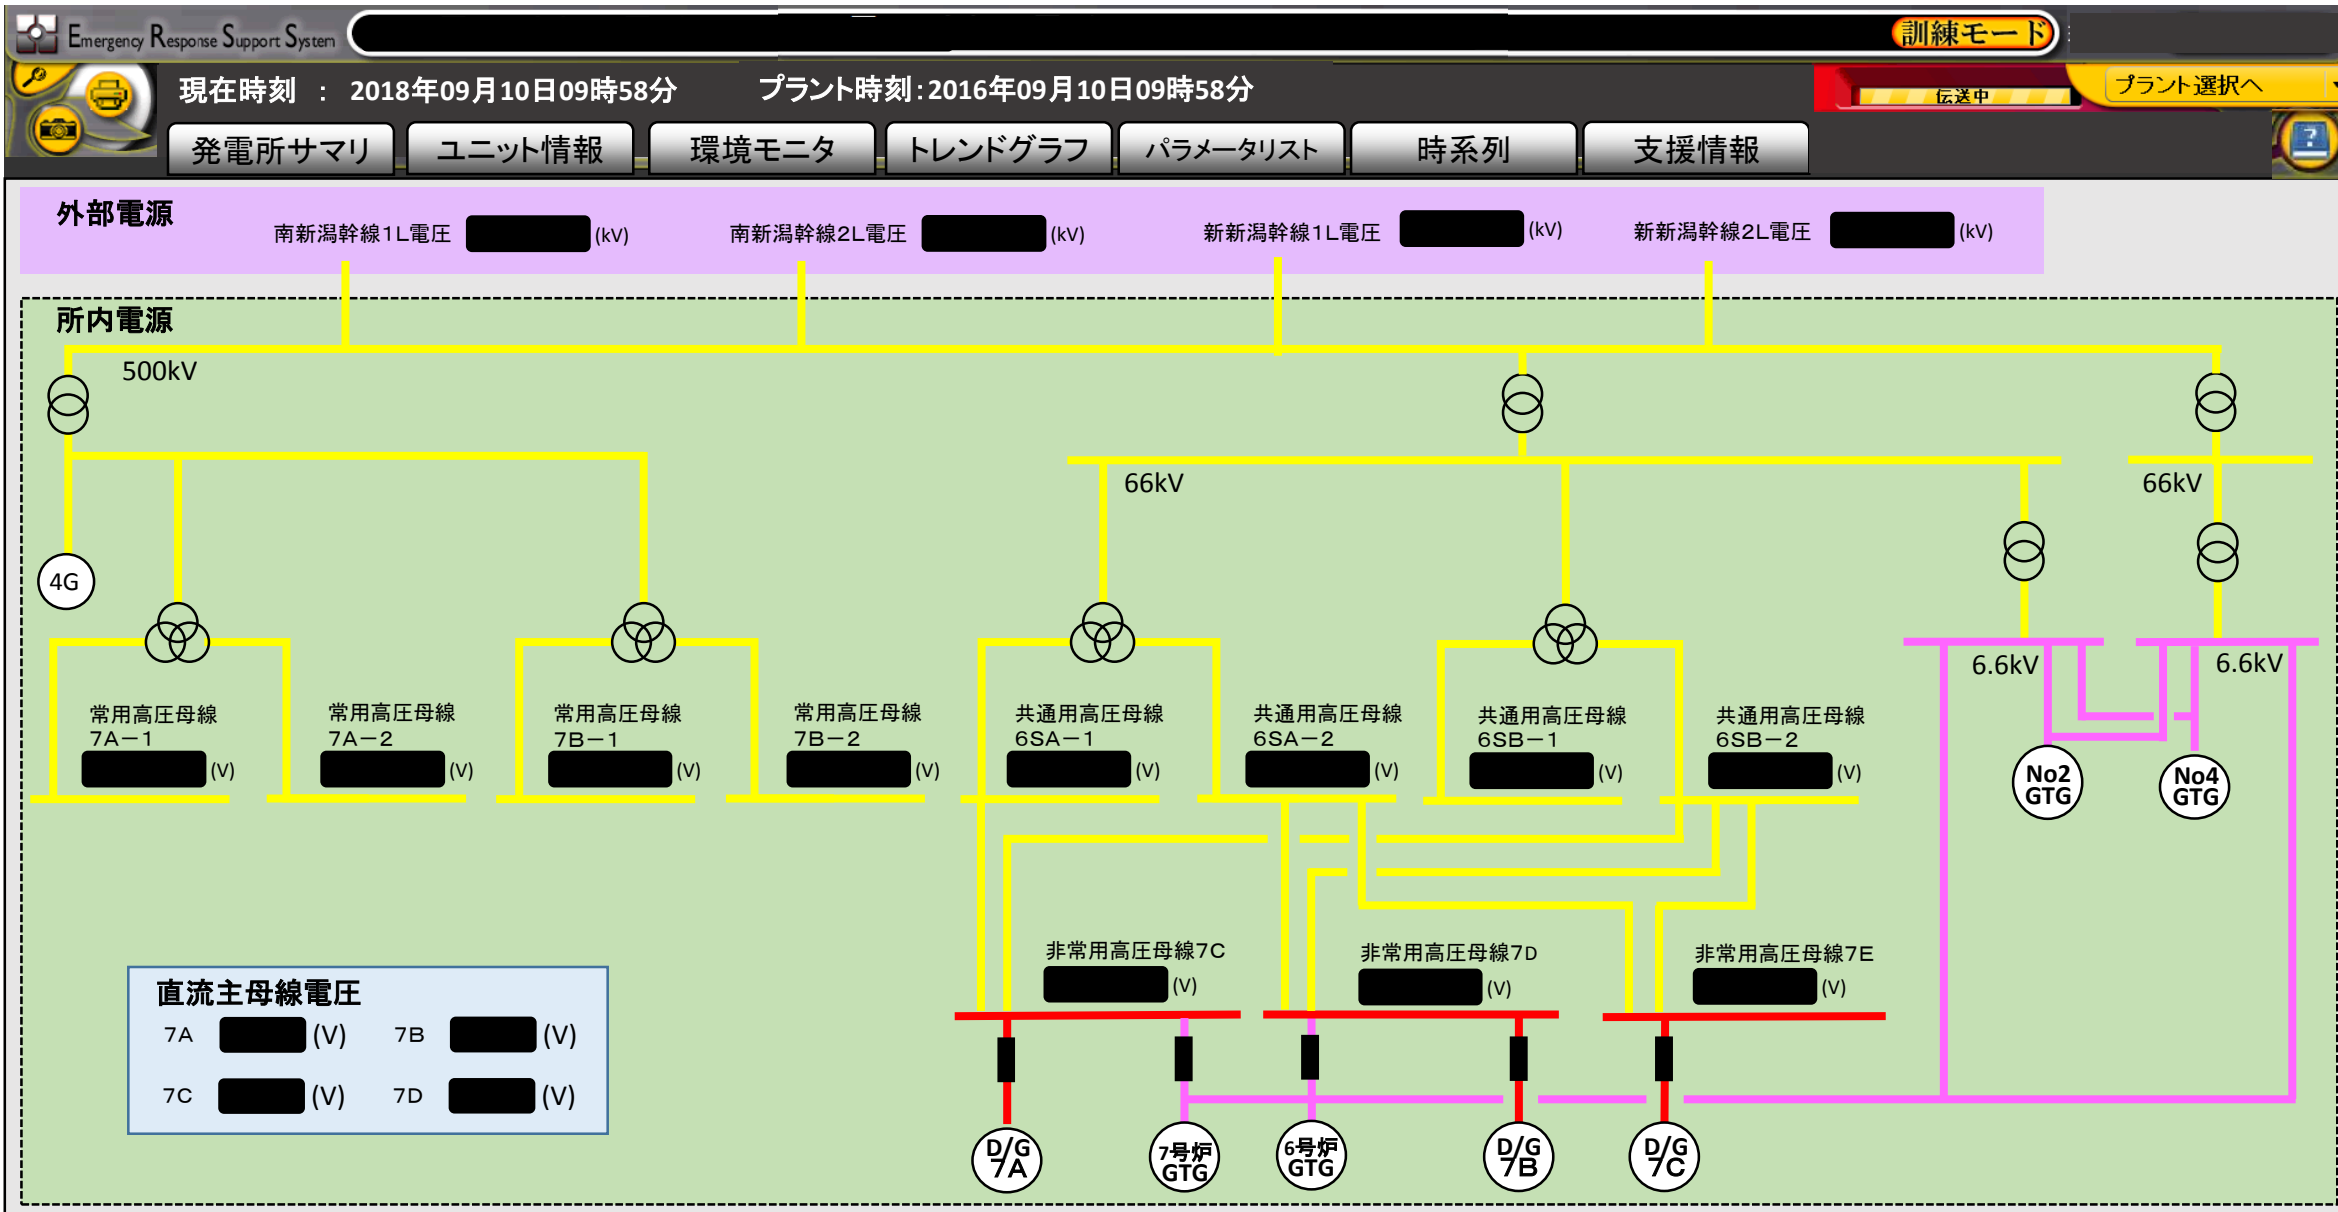 Emergency Response Support System
訓練モード
現在時刻 : 2018年09月10日09時58分
プラント時刻:2016年09月10日09時58分
伝送中
プラント選択へ
発電所サマリ
ユニット情報
環境モニタ
トレンドグラフ
パラメータリスト
時系列
支援情報
外部電源
南新潟幹線1L電圧 (kV)
南新潟幹線2L電圧 (kV)
新新潟幹線1L電圧 (kV)
新新潟幹線2L電圧 (kV)
所内電源
500kV
66kV
66kV
4G
6.6kV
6.6kV
常用高圧母線
7A－1
(V)
常用高圧母線
7A－2
(V)
常用高圧母線
7B－1
(V)
常用高圧母線
7B－2
(V)
共通用高圧母線
6SA－1
(V)
共通用高圧母線
6SA－2
(V)
共通用高圧母線
6SB－1
(V)
共通用高圧母線
6SB－2
(V)
No2
GTG
No4
GTG
非常用高圧母線7C
(V)
非常用高圧母線7D
(V)
非常用高圧母線7E
(V)
直流主母線電圧
7A (V) 7B (V)
7C (V) 7D (V)
D/G
7A
7号炉
GTG
6号炉
GTG
D/G
7B
D/G
7C